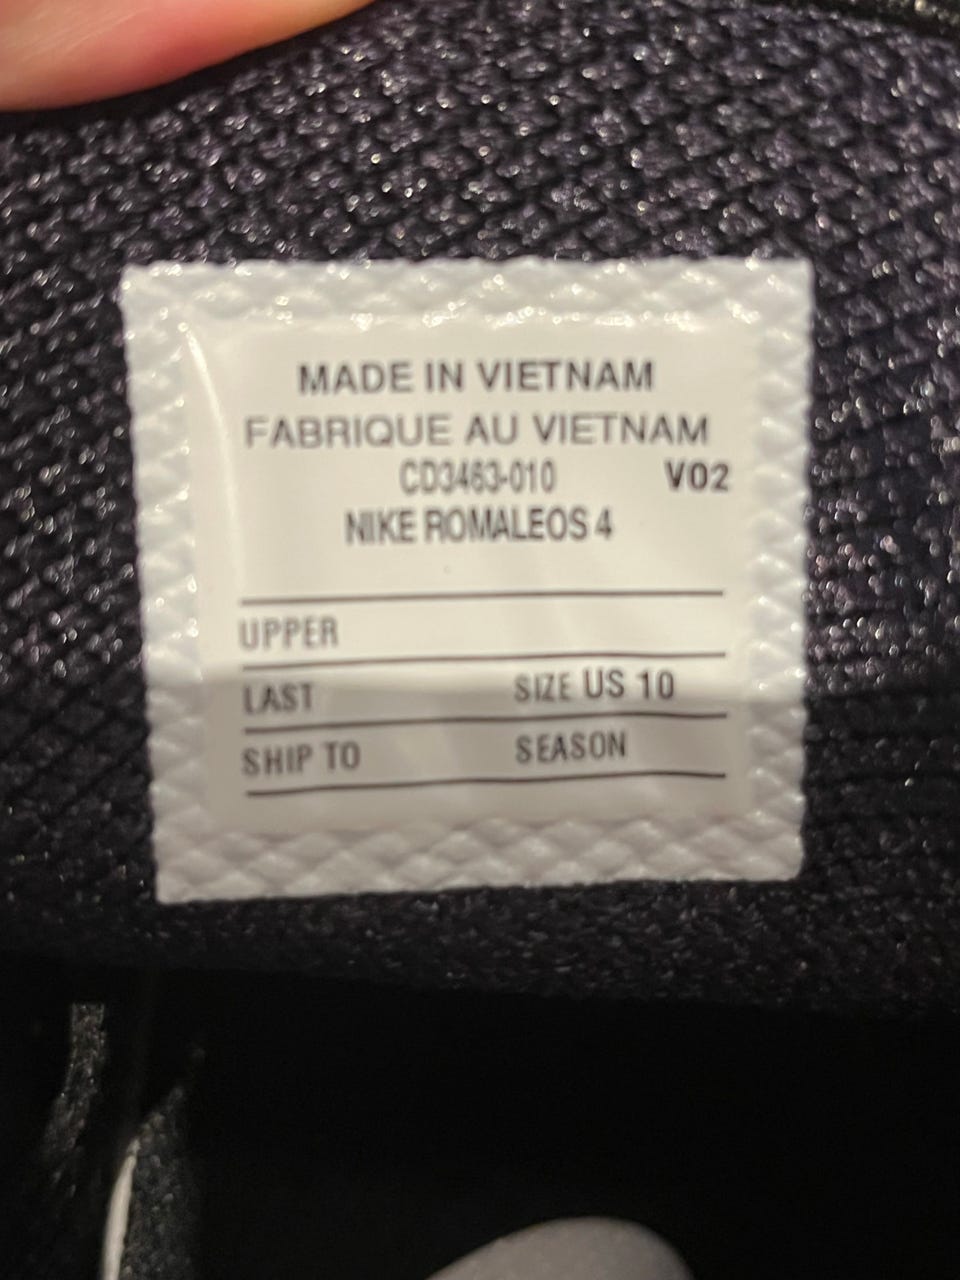 MADE IN VIETNAM
FABRIQUE AU VIETNAM
CD3463-010 V02
NIKE ROMALEOS 4
UPPER
LAST SIZE US 10
SHIP TO SEASON